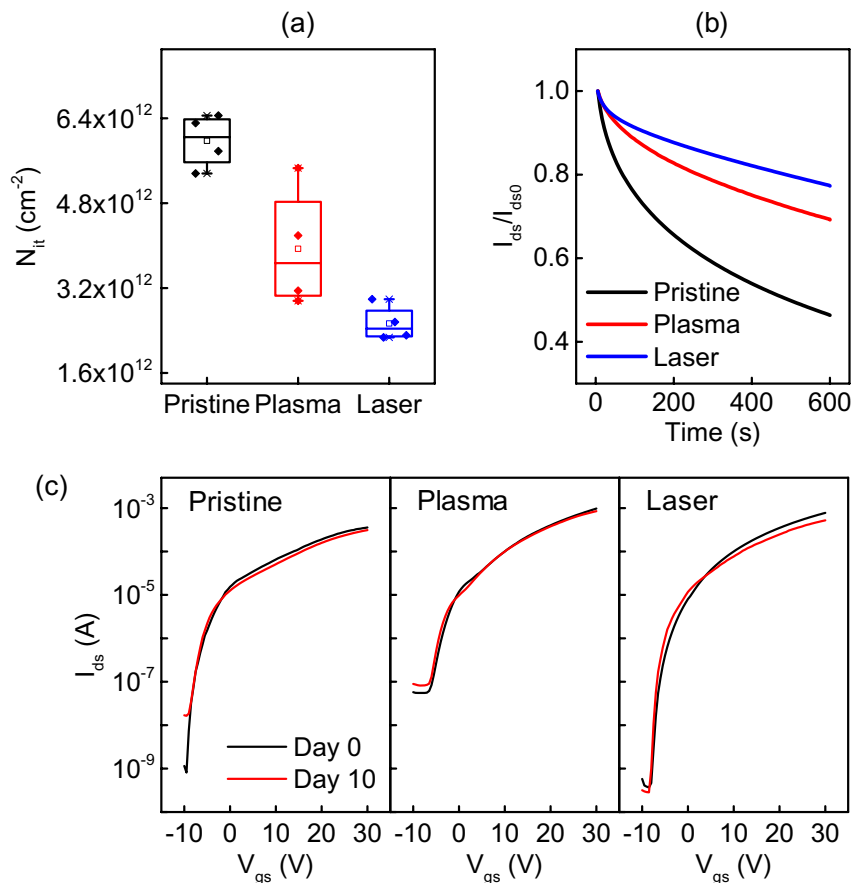 (a)
6.4x10¹²
4.8x10¹²
3.2x10¹²
1.6x10¹²
N_it (cm⁻²)
Pristine Plasma Laser
(b)
1.0
0.8
0.6
0.4
I_ds/I_ds0
Pristine
Plasma
Laser
0 200 400 600
Time (s)
(c)
Pristine
Plasma
Laser
10⁻³
10⁻⁵
10⁻⁷
10⁻⁹
I_ds (A)
Day 0
Day 10
-10 0 10 20 30
-10 0 10 20 30
-10 0 10 20 30
V_gs (V)
V_gs (V)
V_gs (V)